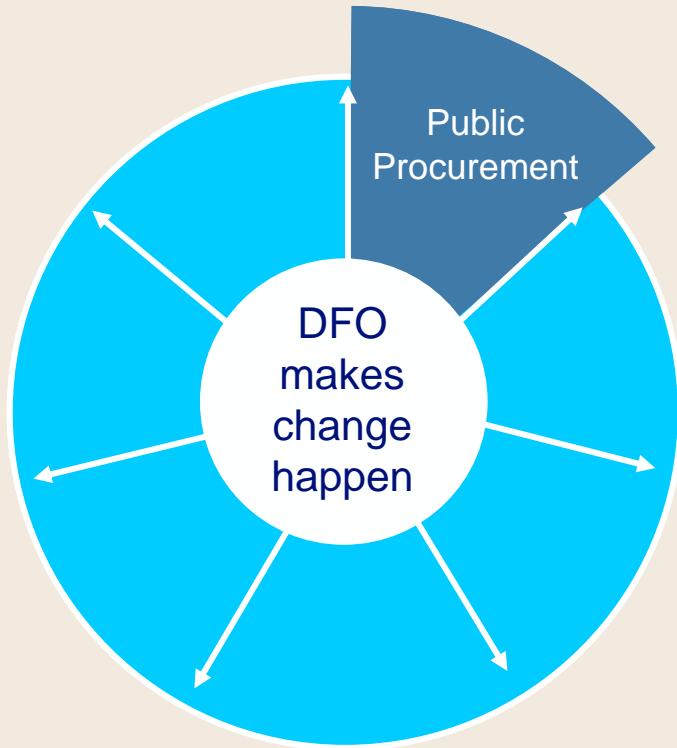 Public
Procurement
DFO
makes
change
happen